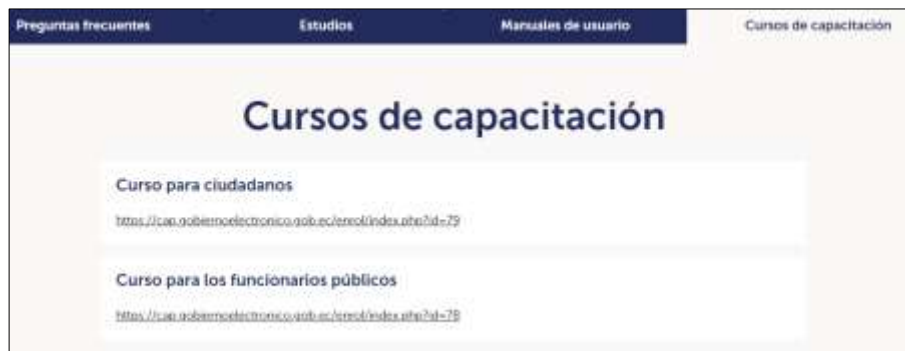 Preguntas frecuentes Estudios Manuales de usuario Cursos de capacitación
Cursos de capacitación
Curso para ciudadanos
https://cap.gobiernoelectronico.gob.ec/enrol/index.php?id=79
Curso para los funcionarios públicos
https://cap.gobiernoelectronico.gob.ec/enrol/index.php?id=78